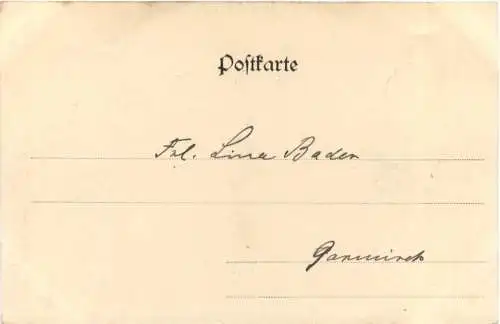 Postkarte
Frl. Lina Bader
Garmisch